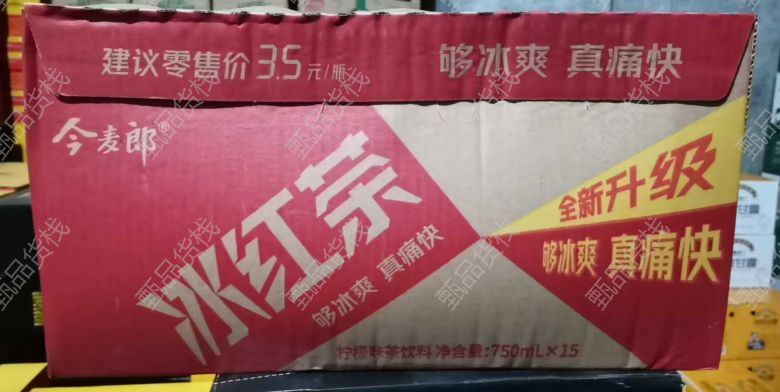 建议零售价 3.5 元/瓶 够冰爽 真痛快
今麦郎®
冰红茶
够冰爽 真痛快
全新升级
够冰爽 真痛快
柠檬味茶饮料 净含量:750mL×15
甄品货栈